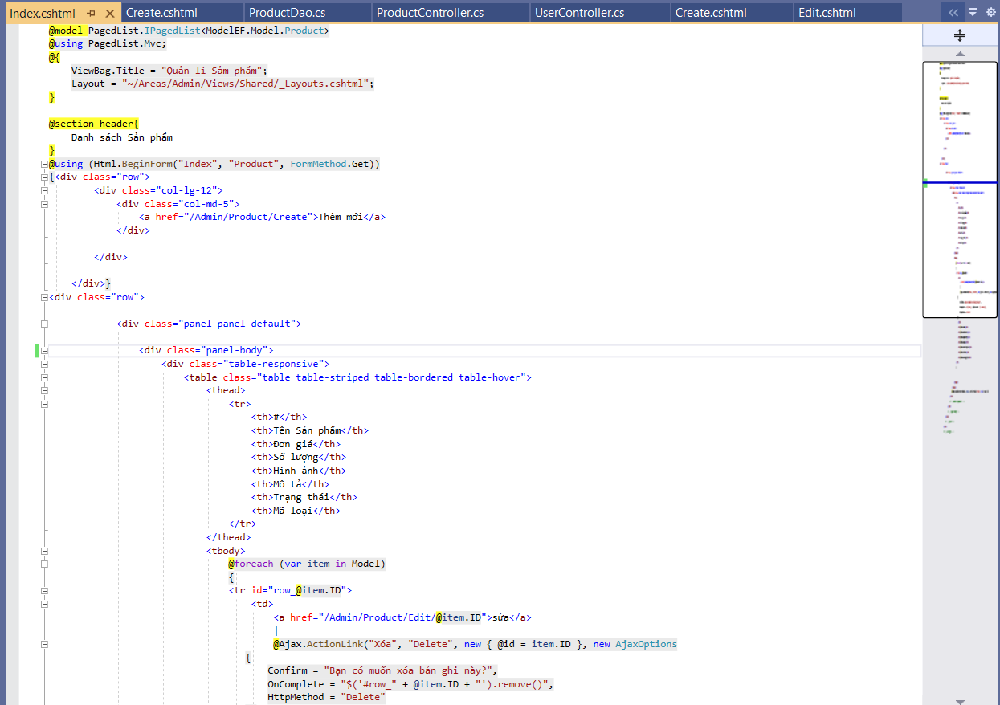 Index.cshtml Create.cshtml ProductDao.cs ProductController.cs UserController.cs Create.cshtml Edit.cshtml
@model PagedList.IPagedList<ModelEF.Model.Product>
@using PagedList.Mvc;
@{
ViewBag.Title = "Quản lí Sảm phẩm";
Layout = "~/Areas/Admin/Views/Shared/_Layouts.cshtml";
}
@section header{
Danh sách Sản phẩm
}
@using (Html.BeginForm("Index", "Product", FormMethod.Get))
{<div class="row">
<div class="col-lg-12">
<div class="col-md-5">
<a href="/Admin/Product/Create">Thêm mới</a>
</div>
</div>
</div>}
<div class="row">
<div class="panel panel-default">
<div class="panel-body">
<div class="table-responsive">
<table class="table table-striped table-bordered table-hover">
<thead>
<tr>
<th>#</th>
<th>Tên Sản phẩm</th>
<th>Đơn giá</th>
<th>Số lượng</th>
<th>Hình ảnh</th>
<th>Mô tả</th>
<th>Trạng thái</th>
<th>Mã loại</th>
</tr>
</thead>
<tbody>
@foreach (var item in Model)
{
<tr id="row_@item.ID">
<td>
<a href="/Admin/Product/Edit/@item.ID">sửa</a>
|
@Ajax.ActionLink("Xóa", "Delete", new { @id = item.ID }, new AjaxOptions
{
Confirm = "Bạn có muốn xóa bản ghi này?",
OnComplete = "$('#row_" + @item.ID + "').remove()",
HttpMethod = "Delete"